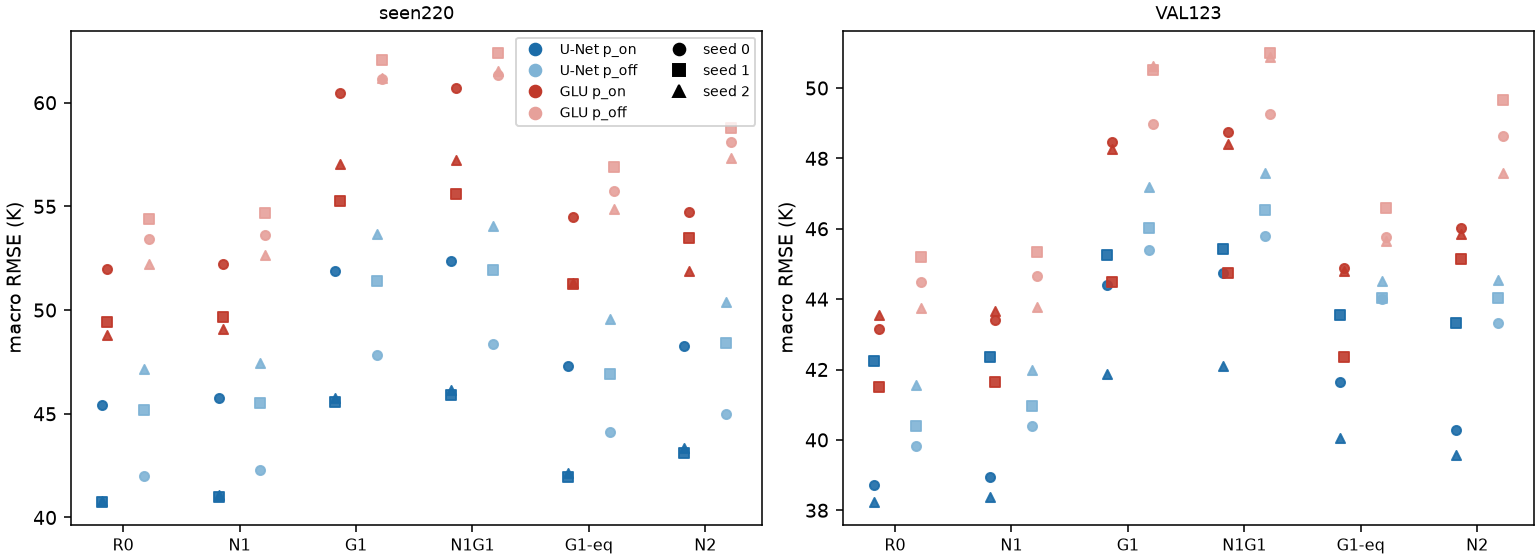 seen220
macro RMSE (K)
60
55
50
45
40
R0
N1
G1
N1G1
G1-eq
N2
U-Net p_on
U-Net p_off
GLU p_on
GLU p_off
seed 0
seed 1
seed 2
VAL123
macro RMSE (K)
50
48
46
44
42
40
38
R0
N1
G1
N1G1
G1-eq
N2